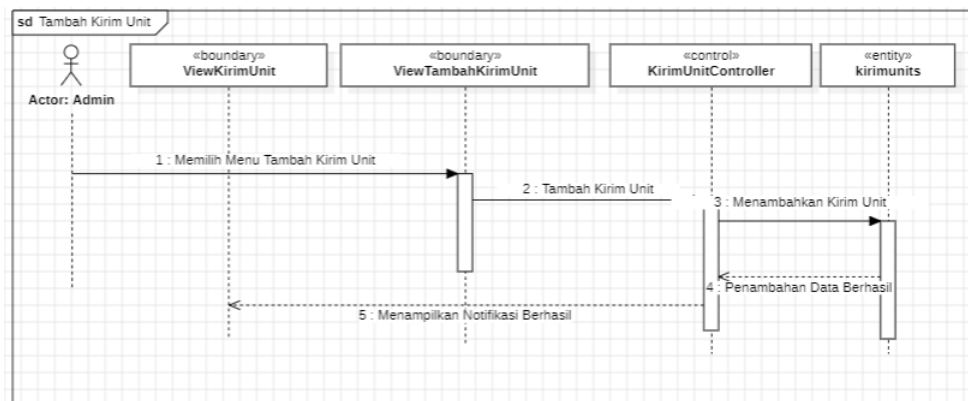 sd Tambah Kirim Unit
Actor: Admin
«boundary»
ViewKirimUnit
«boundary»
ViewTambahKirimUnit
«control»
KirimUnitController
«entity»
kirimunits
1 : Memilih Menu Tambah Kirim Unit
2 : Tambah Kirim Unit
3 : Menambahkan Kirim Unit
4 : Penambahan Data Berhasil
5 : Menampilkan Notifikasi Berhasil